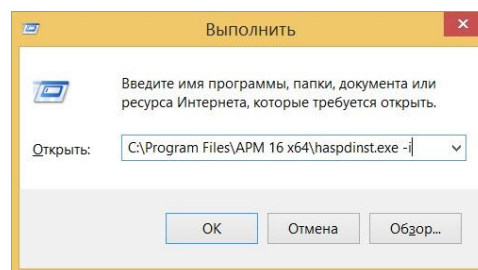 Выполнить
Введите имя программы, папки, документа или
ресурса Интернета, которые требуется открыть.
Открыть: C:\Program Files\APM 16 x64\haspdinst.exe -i
OK Отмена Обзор...